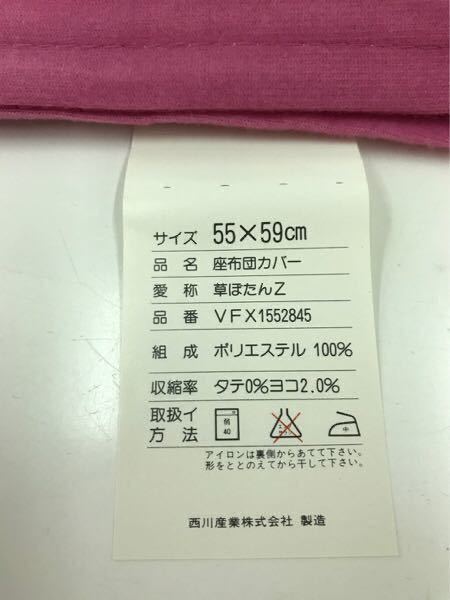 サイズ 55×59cm
品 名 座布団カバー
愛 称 草ぼたんZ
品 番 VFX1552845
組 成 ポリエステル 100%
収縮率 タテ0%ヨコ2.0%
取扱イ
方 法 弱 40 中
アイロンは裏側からあてて下さい。
形をととのえてから干して下さい。
西川産業株式会社 製造